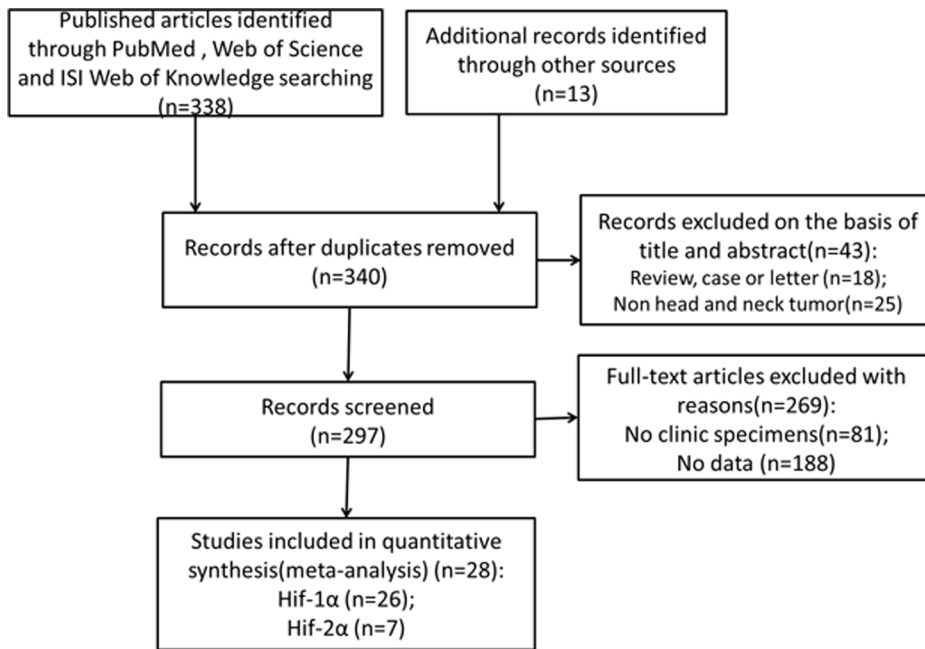 Published articles identified
through PubMed , Web of Science
and ISI Web of Knowledge searching
(n=338)
Additional records identified
through other sources
(n=13)
Records after duplicates removed
(n=340)
Records excluded on the basis of
title and abstract(n=43):
Review, case or letter (n=18);
Non head and neck tumor(n=25)
Records screened
(n=297)
Full-text articles excluded with
reasons(n=269):
No clinic specimens(n=81);
No data (n=188)
Studies included in quantitative
synthesis(meta-analysis) (n=28):
Hif-1α (n=26);
Hif-2α (n=7)